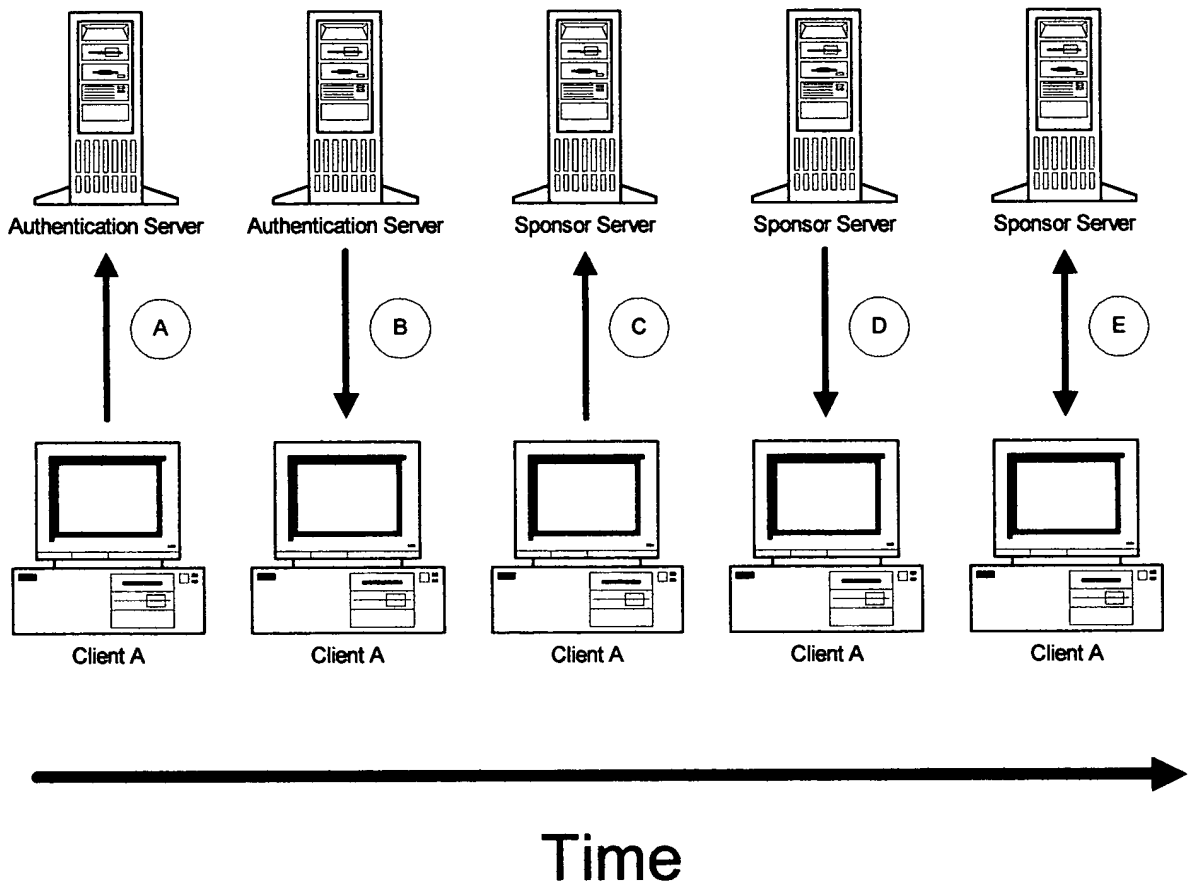 Authentication Server
Authentication Server
Sponsor Server
Sponsor Server
Sponsor Server
A
B
C
D
E
Client A
Client A
Client A
Client A
Client A
Time